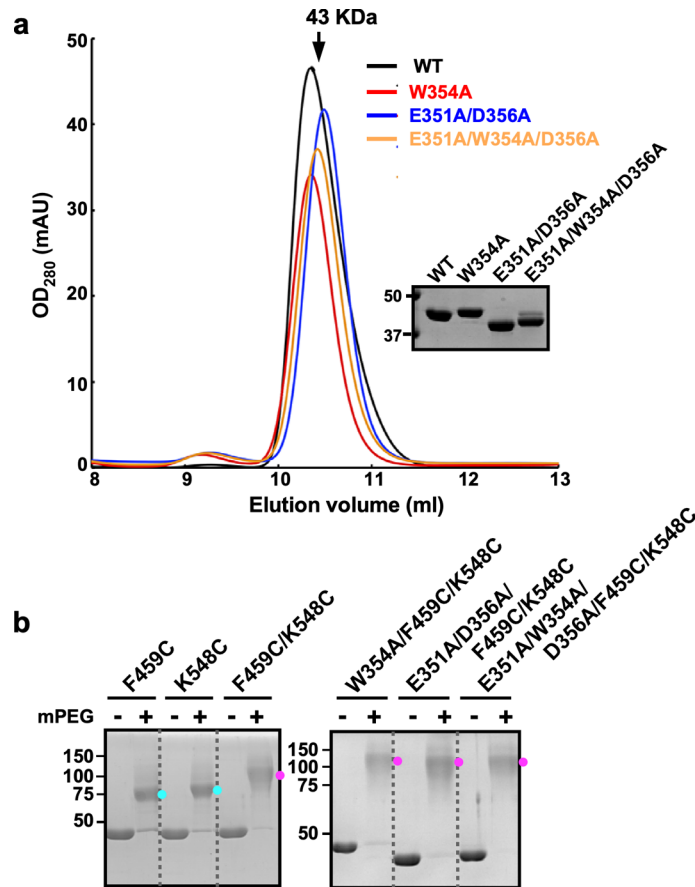 a
43 KDa
WT
W354A
E351A/D356A
E351A/W354A/D356A
50
40
30
20
10
0
OD280 (mAU)
8 9 10 11 12 13
Elution volume (ml)
WT W354A E351A/D356A E351A/W354A/D356A
50
37
b
F459C K548C F459C/K548C
mPEG - + - + - +
150
100
75
50
W354A/F459C/K548C
E351A/D356A/
F459C/K548C
E351A/W354A/
D356A/F459C/K548C
- + - + - +
150
100
75
50